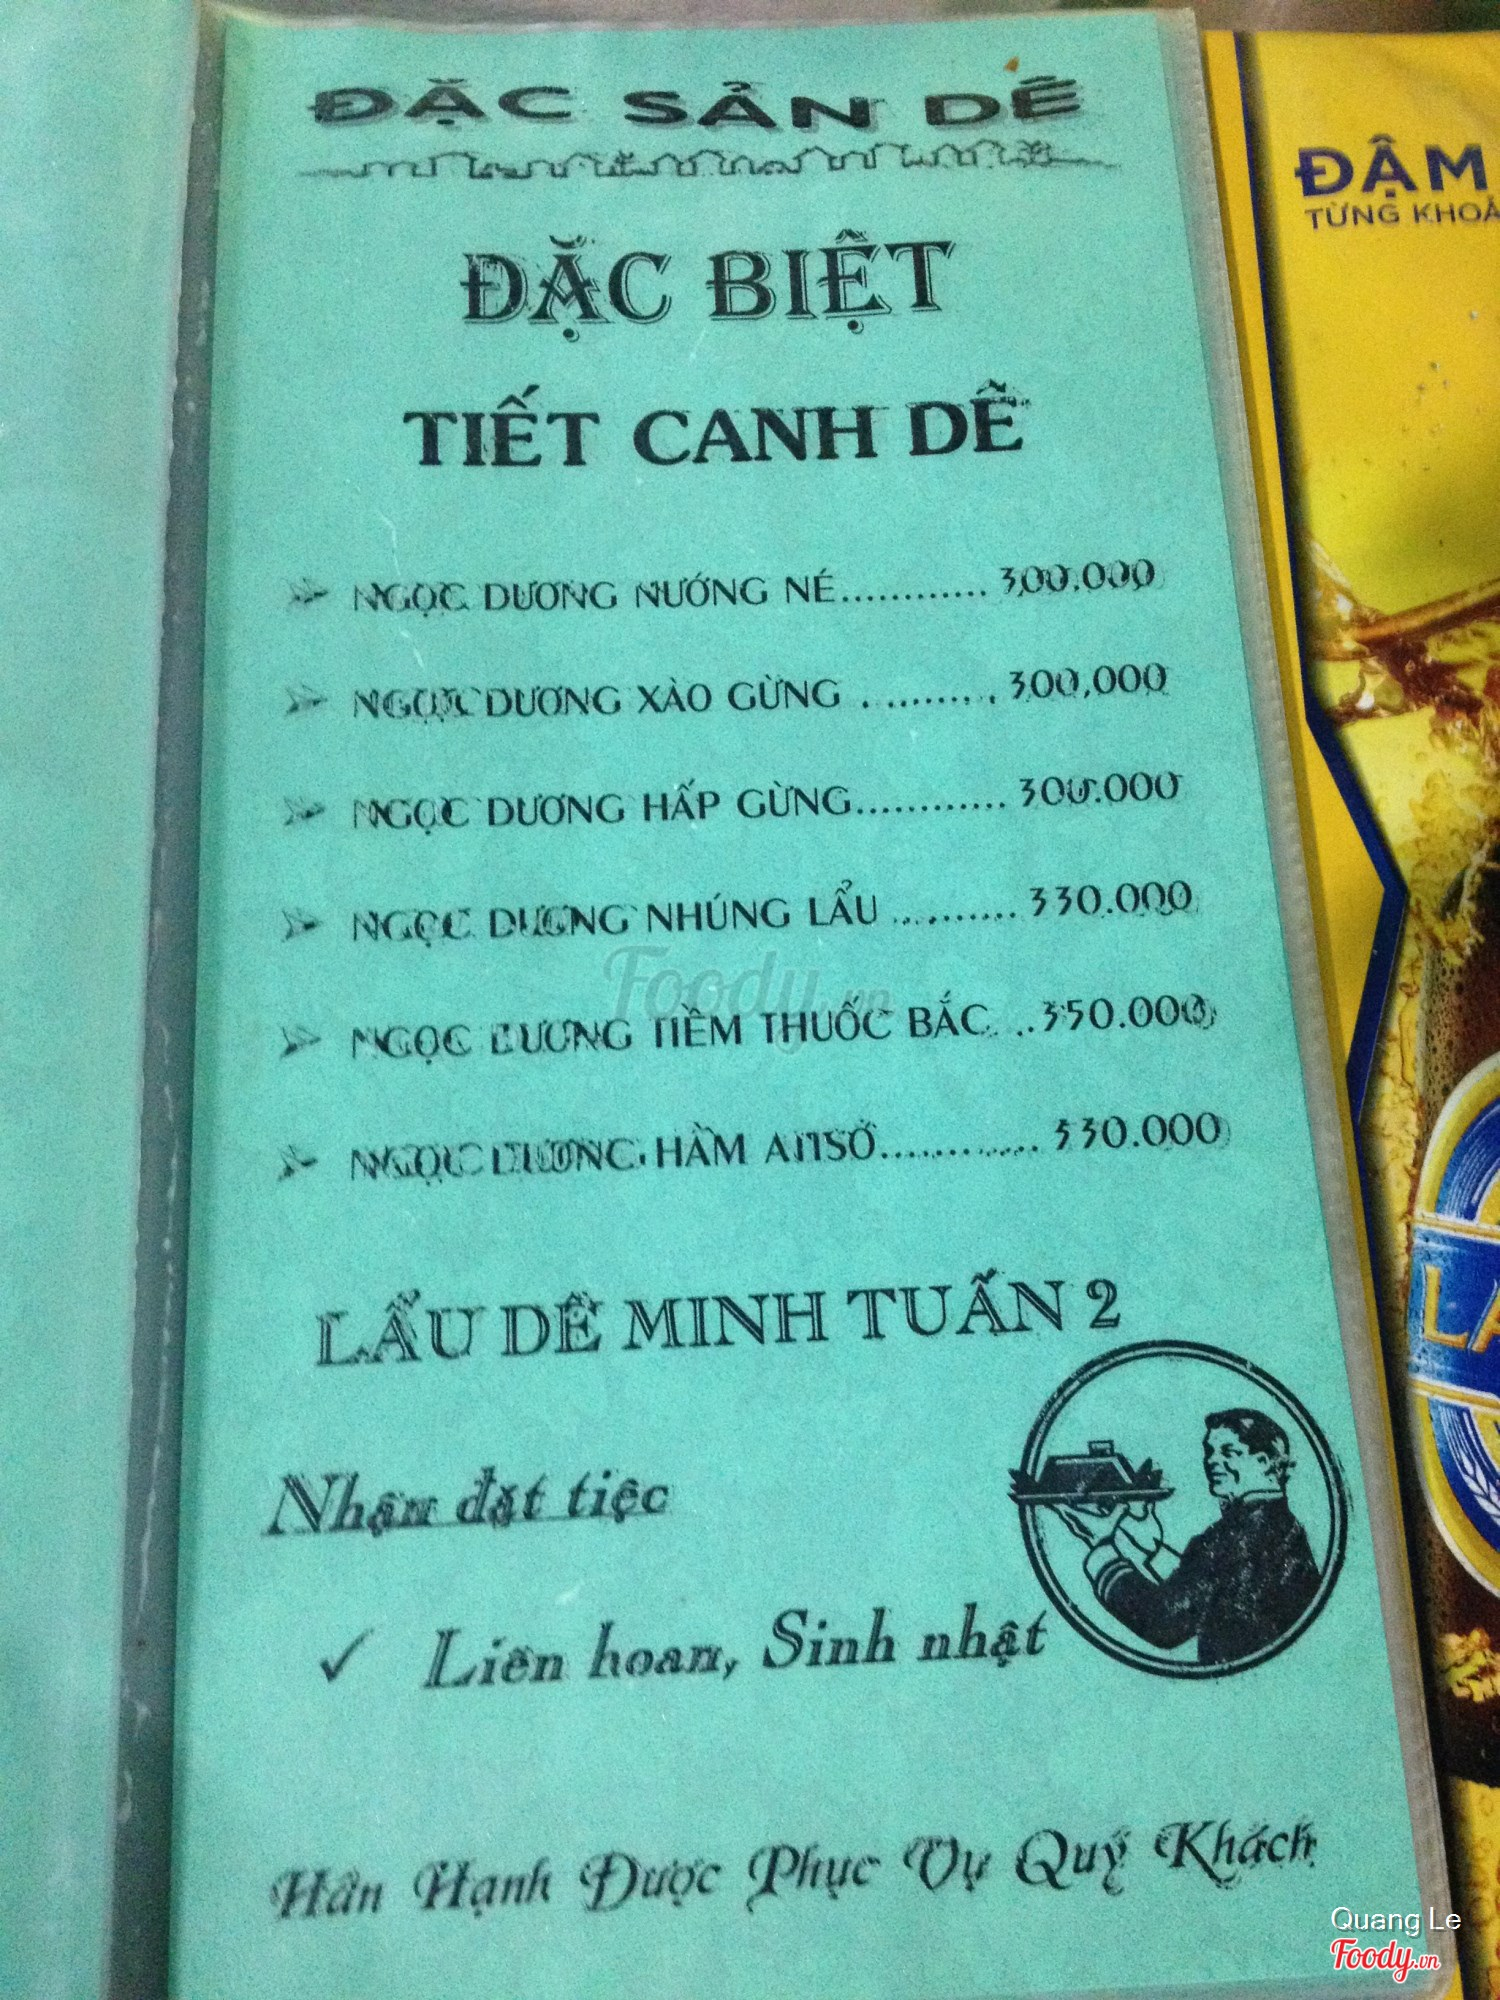 ĐẶC SẢN DÊ
ĐẶC BIỆT
TIẾT CANH DÊ
NGỌC DƯƠNG NƯỚNG NÉ............ 300.000
NGỌC DƯƠNG XÀO GỪNG .......... 300,000
NGỌC DƯƠNG HẤP GỪNG............ 300.000
NGỌC DƯƠNG NHÚNG LẨU .......... 330.000
NGỌC DƯƠNG TIỀM THUỐC BẮC ...350.000
NGỌC DƯƠNG HẦM ATISÔ............. 330.000
LẨU DÊ MINH TUẤN 2
Nhận đặt tiệc
✓ Liên hoan, Sinh nhật
Hân Hạnh Được Phục Vụ Quý Khách
ĐẬM
TỪNG KHOẢ
LA
Foody.vn
Quang Le
Foody.vn